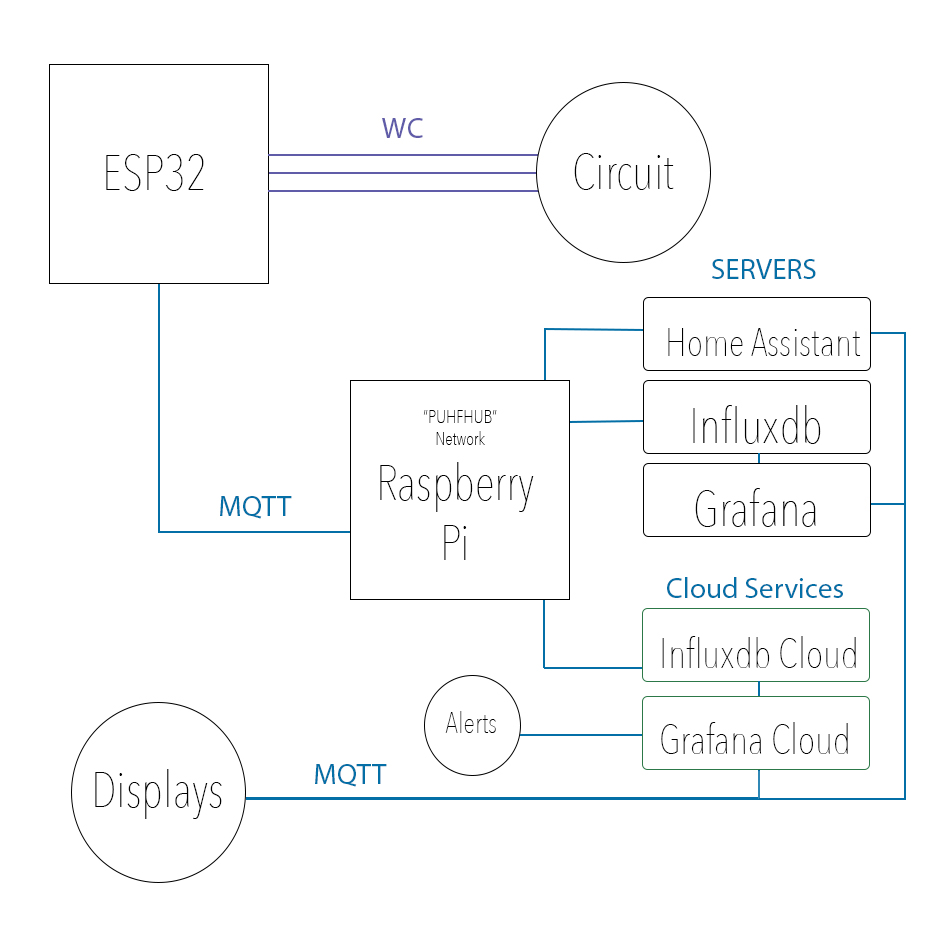 WC
ESP32
Circuit
SERVERS
Home Assistant
"PUHFHUB"
Network
Influxdb
Raspberry
Pi
Grafana
MQTT
Cloud Services
Influxdb Cloud
Alerts
Grafana Cloud
MQTT
Displays